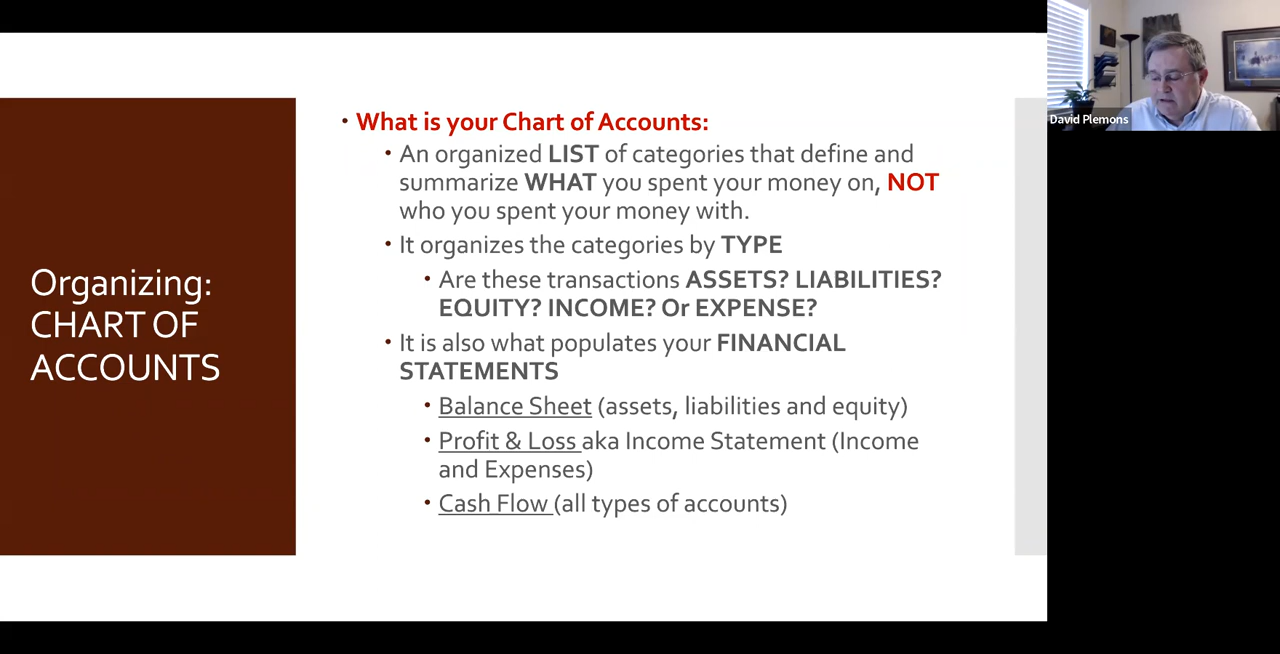 Organizing:
CHART OF
ACCOUNTS
• What is your Chart of Accounts:
• An organized LIST of categories that define and
summarize WHAT you spent your money on, NOT
who you spent your money with.
• It organizes the categories by TYPE
• Are these transactions ASSETS? LIABILITIES?
EQUITY? INCOME? Or EXPENSE?
• It is also what populates your FINANCIAL
STATEMENTS
• Balance Sheet (assets, liabilities and equity)
• Profit & Loss aka Income Statement (Income
and Expenses)
• Cash Flow (all types of accounts)
David Plemons